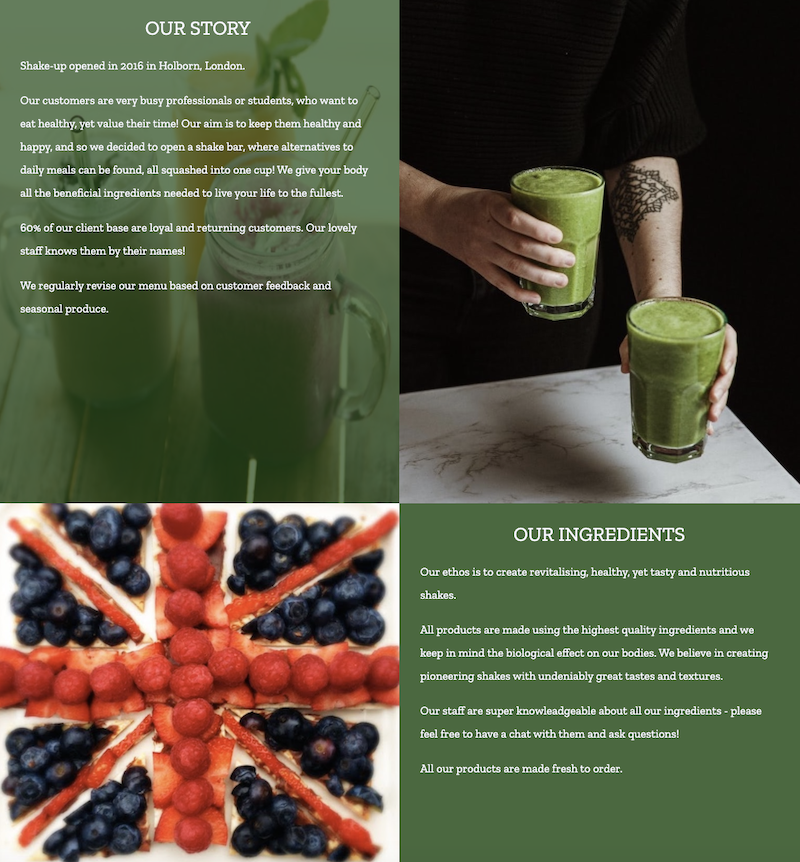 OUR STORY
Shake-up opened in 2016 in Holborn, London.
Our customers are very busy professionals or students, who want to
eat healthy, yet value their time! Our aim is to keep them healthy and
happy, and so we decided to open a shake bar, where alternatives to
daily meals can be found, all squashed into one cup! We give your body
all the beneficial ingredients needed to live your life to the fullest.
60% of our client base are loyal and returning customers. Our lovely
staff knows them by their names!
We regularly revise our menu based on customer feedback and
seasonal produce.
OUR INGREDIENTS
Our ethos is to create revitalising, healthy, yet tasty and nutritious
shakes.
All products are made using the highest quality ingredients and we
keep in mind the biological effect on our bodies. We believe in creating
pioneering shakes with undeniably great tastes and textures.
Our staff are super knowleadgeable about all our ingredients - please
feel free to have a chat with them and ask questions!
All our products are made fresh to order.